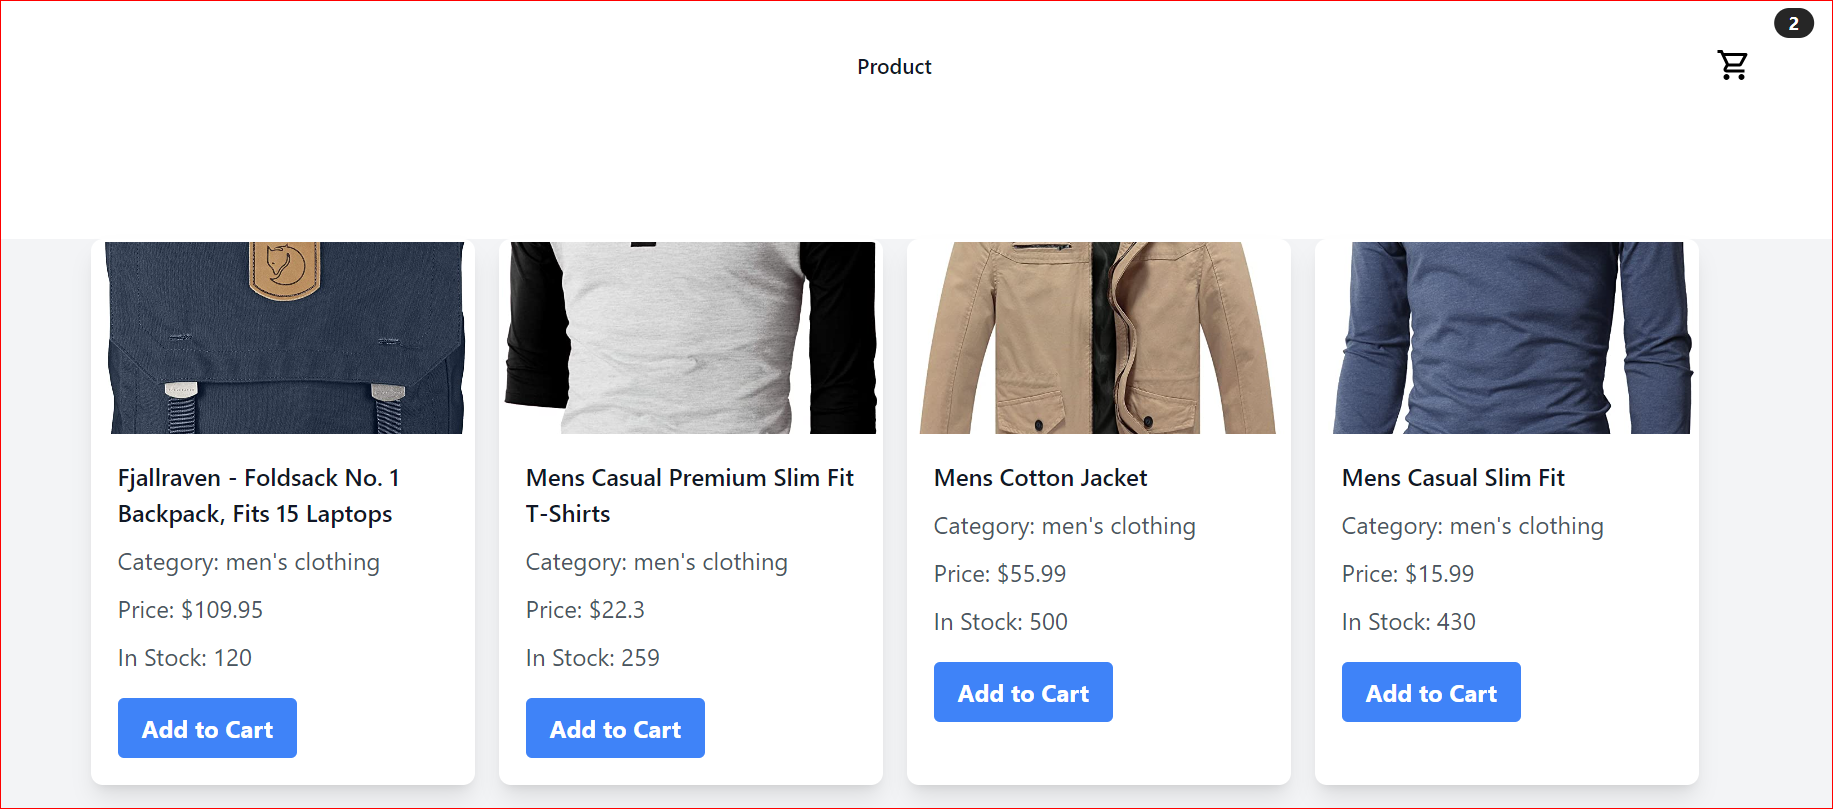 2
Product
Fjallraven - Foldsack No. 1
Backpack, Fits 15 Laptops
Category: men's clothing
Price: $109.95
In Stock: 120
Add to Cart
Mens Casual Premium Slim Fit
T-Shirts
Category: men's clothing
Price: $22.3
In Stock: 259
Add to Cart
Mens Cotton Jacket
Category: men's clothing
Price: $55.99
In Stock: 500
Add to Cart
Mens Casual Slim Fit
Category: men's clothing
Price: $15.99
In Stock: 430
Add to Cart